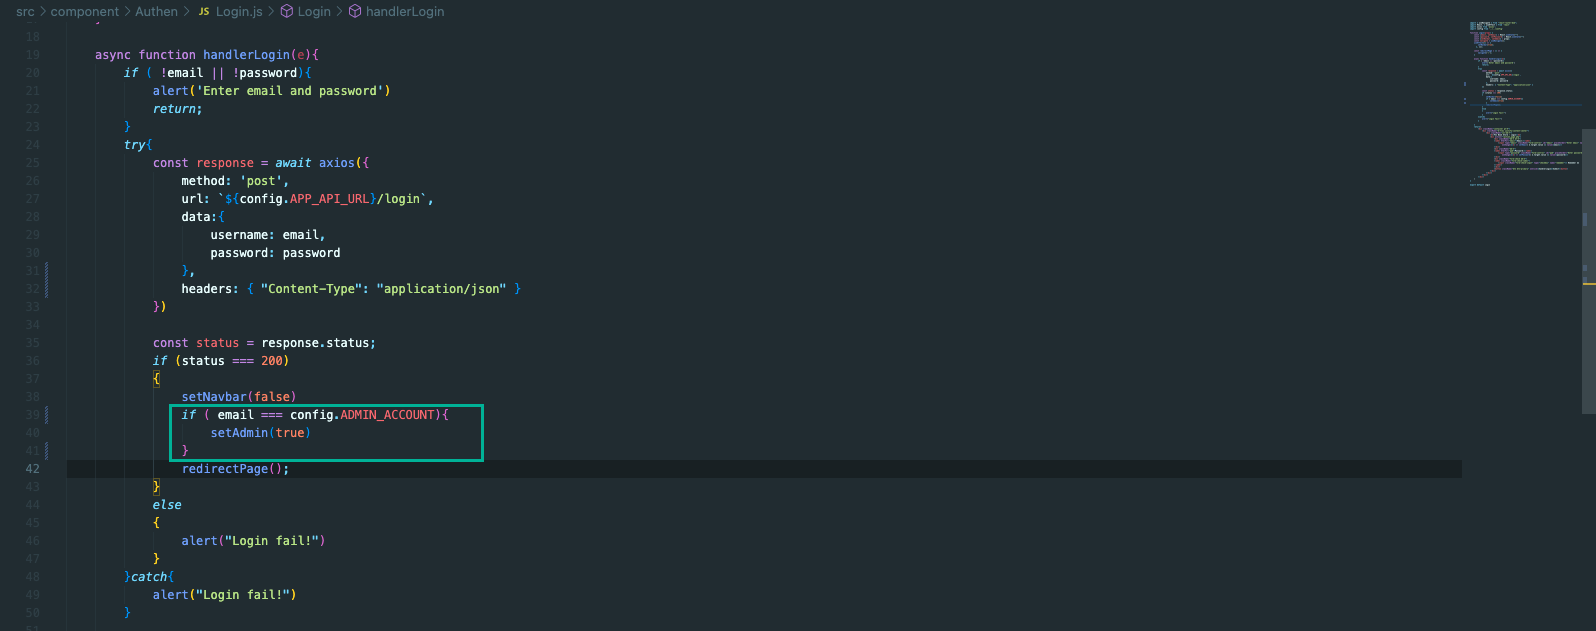 src > component > Authen > JS Login.js > Login > handlerLogin
18
19 async function handlerLogin(e){
20 if ( !email || !password){
21 alert('Enter email and password')
22 return;
23 }
24 try{
25 const response = await axios({
26 method: 'post',
27 url: `${config.APP_API_URL}/login`,
28 data:{
29 username: email,
30 password: password
31 },
32 headers: { "Content-Type": "application/json" }
33 })
34
35 const status = response.status;
36 if (status === 200)
37 {
38 setNavbar(false)
39 if ( email === config.ADMIN_ACCOUNT){
40 setAdmin(true)
41 }
42 redirectPage();
43 }
44 else
45 {
46 alert("Login fail!")
47 }
48 }catch{
49 alert("Login fail!")
50 }